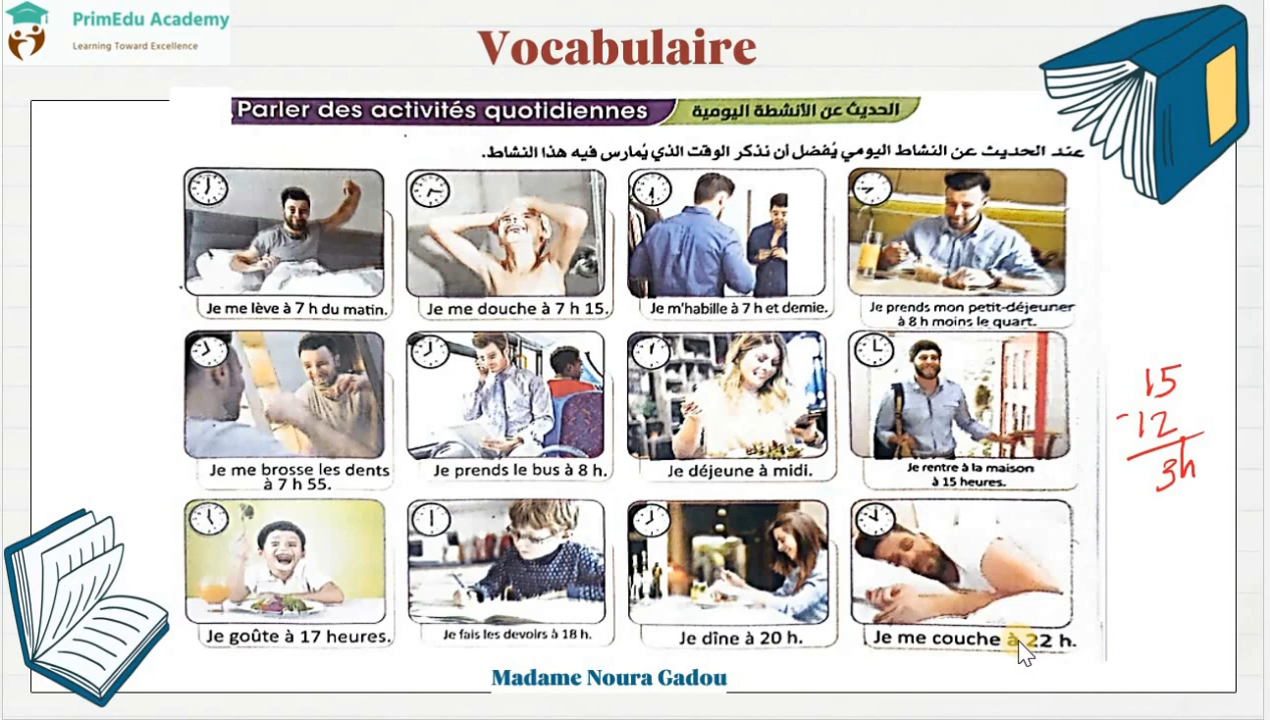 PrimEdu Academy
Learning Toward Excellence
Vocabulaire
Parler des activités quotidiennes
الحديث عن الأنشطة اليومية
عند الحديث عن النشاط اليومي يُفضل أن نذكر الوقت الذي يُمارس فيه هذا النشاط.
Je me lève à 7 h du matin.
Je me douche à 7 h 15.
Je m'habille à 7 h et demie.
Je prends mon petit-déjeuner
à 8 h moins le quart.
Je me brosse les dents
à 7 h 55.
Je prends le bus à 8 h.
Je déjeune à midi.
Je rentre à la maison
à 15 heures.
15
- 12
3h
Je goûte à 17 heures.
Je fais les devoirs à 18 h.
Je dîne à 20 h.
Je me couche à 22 h.
Madame Noura Gadou